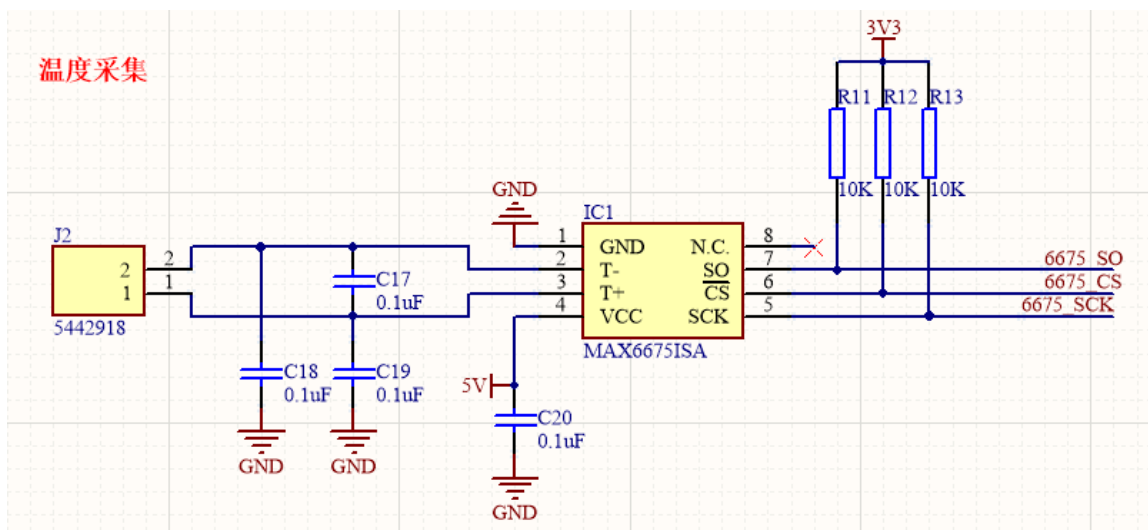 温度采集
3V3
R11 R12 R13
10K 10K 10K
GND
IC1
J2
2 2
1 1
5442918
1 GND N.C. 8
2 T- SO 7
3 T+ CS 6
4 VCC SCK 5
MAX6675ISA
6675_SO
6675_CS
6675_SCK
C17
0.1uF
C18
0.1uF
C19
0.1uF
GND
GND
5V
C20
0.1uF
GND